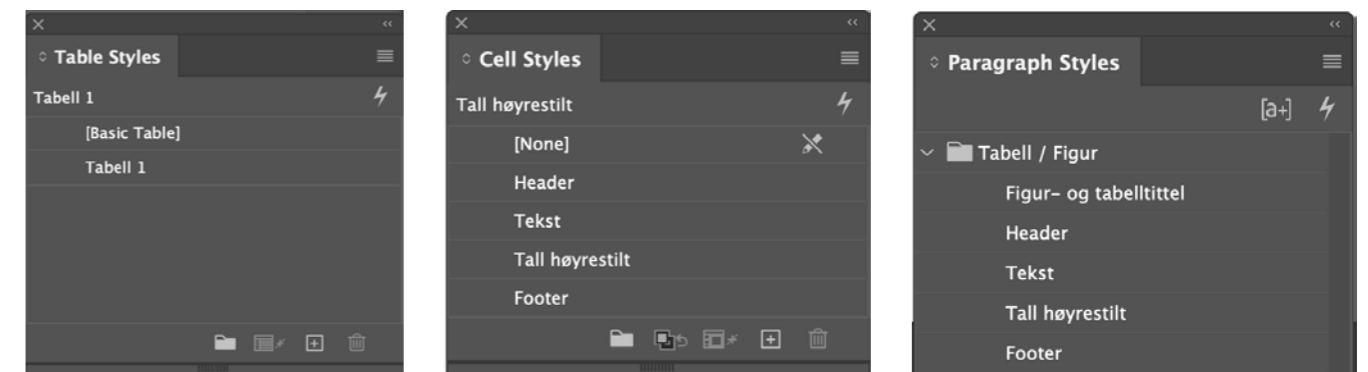 Table Styles
Tabell 1
[Basic Table]
Tabell 1
Cell Styles
Tall høyrestilt
[None]
Header
Tekst
Tall høyrestilt
Footer
Paragraph Styles
[a+]
Tabell / Figur
Figur- og tabelltittel
Header
Tekst
Tall høyrestilt
Footer